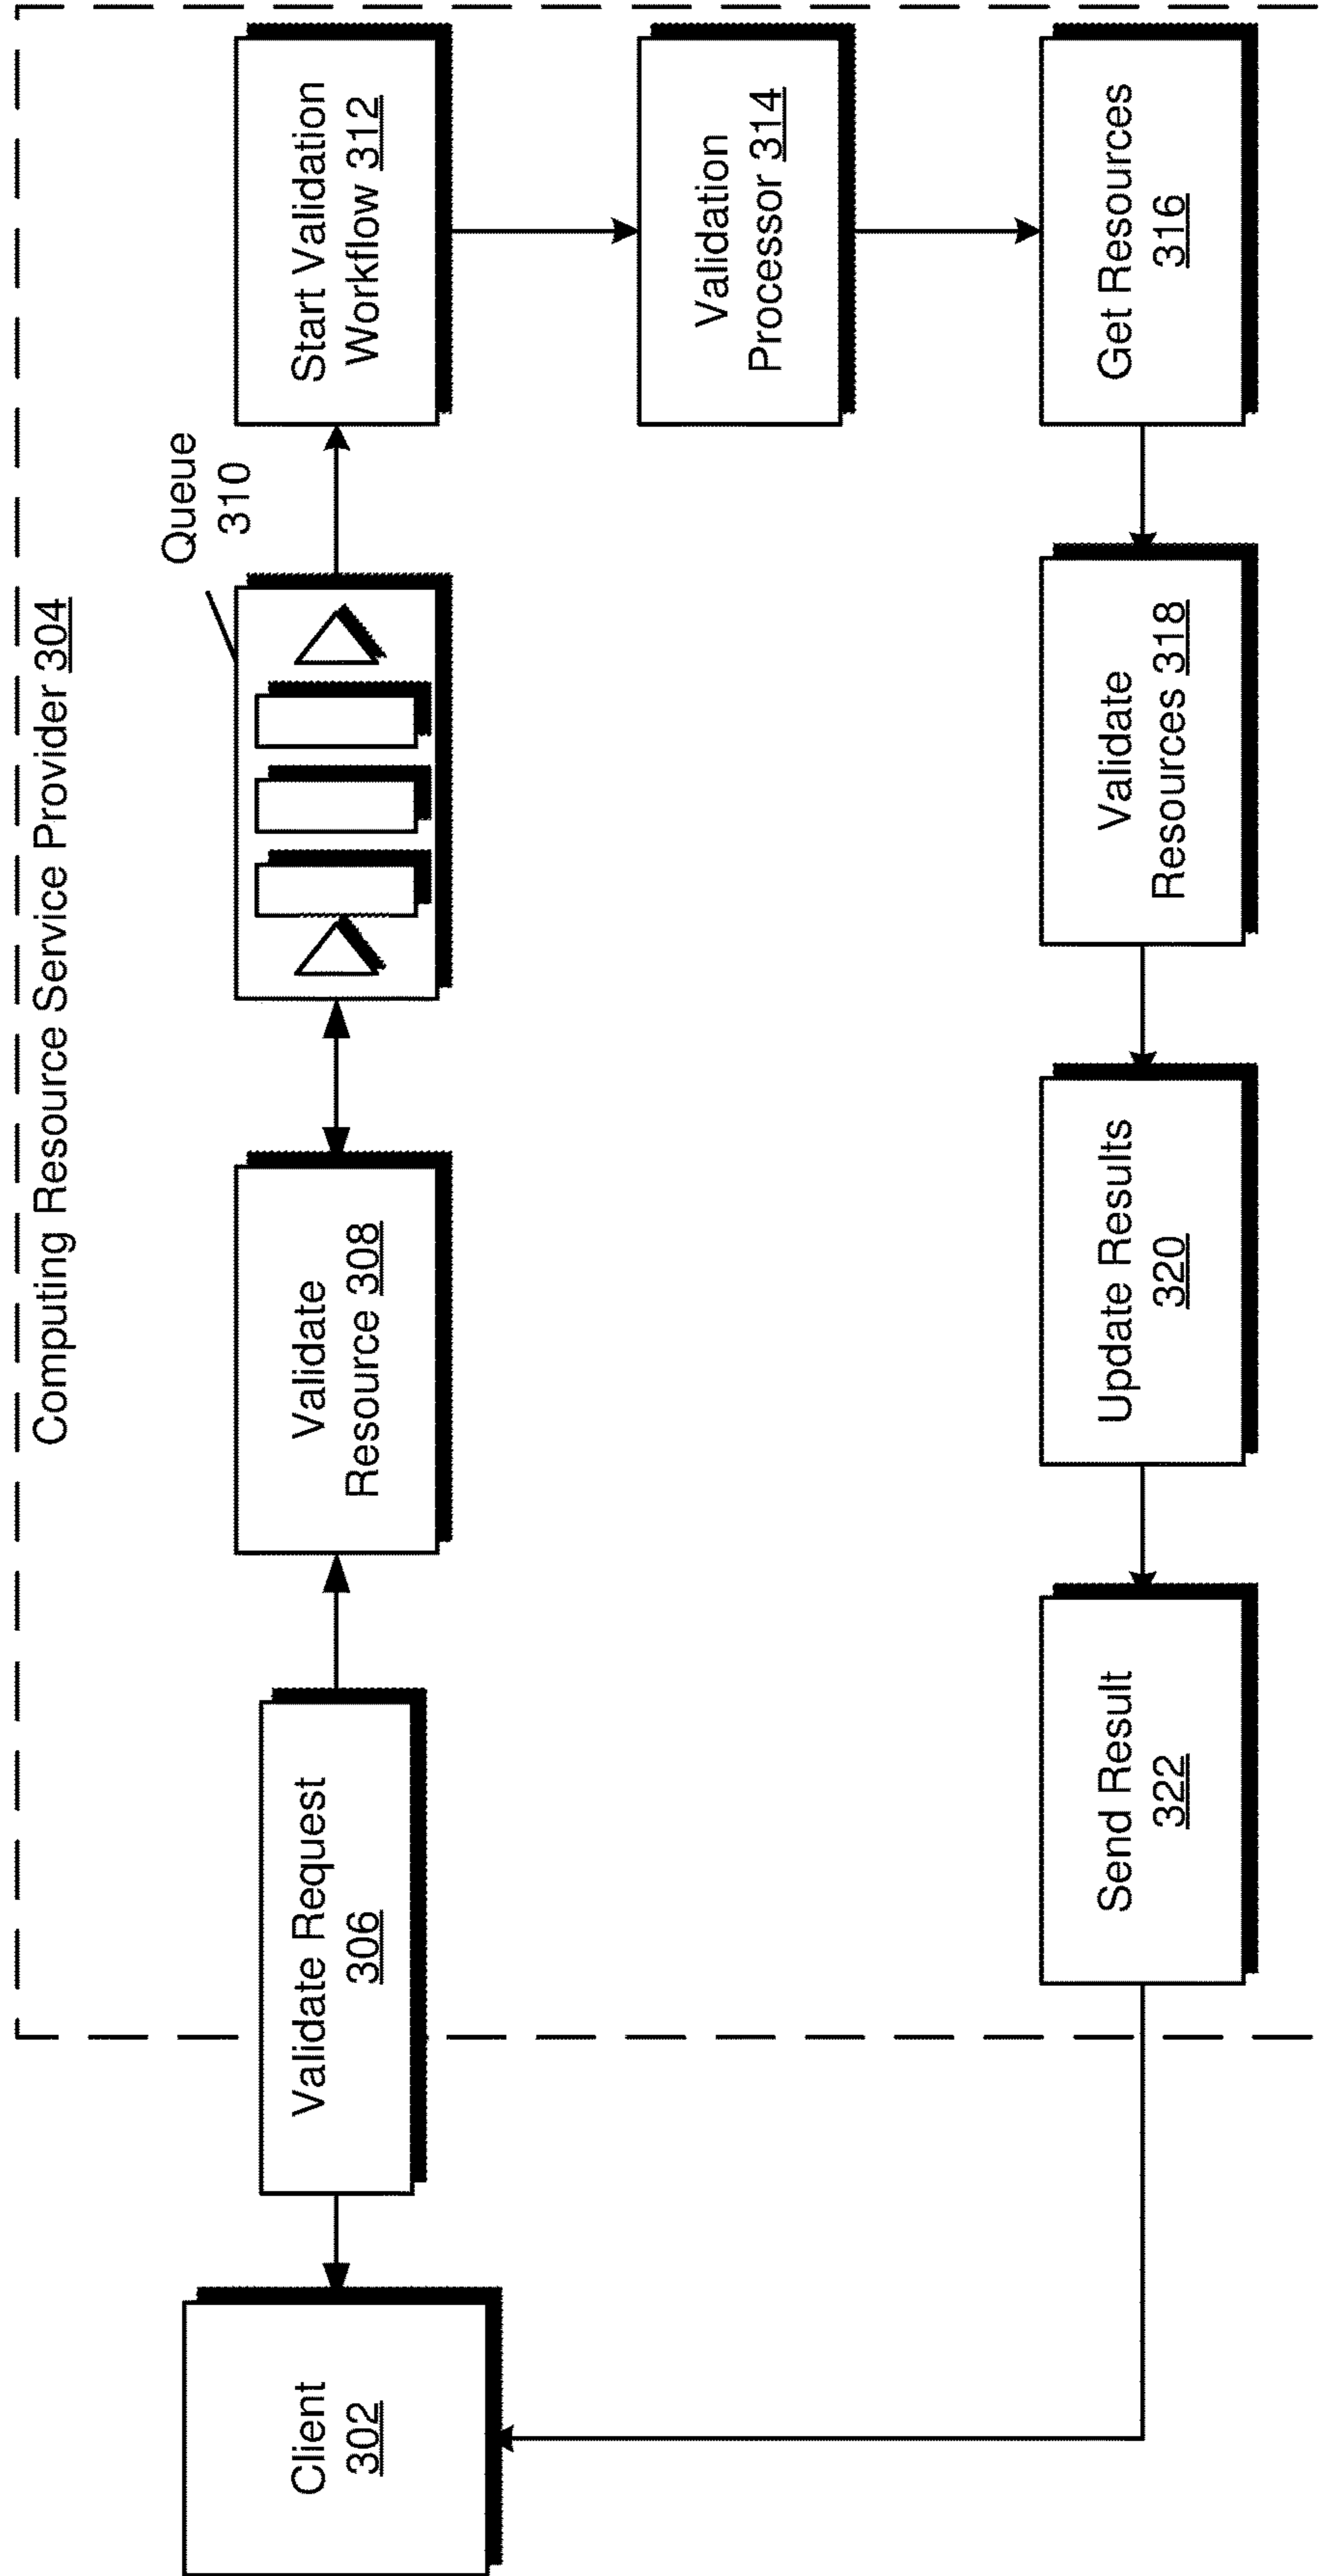 Computing Resource Service Provider 304
Client
302
Validate Request
306
Validate
Resource 308
Queue
310
Start Validation
Workflow 312
Validation
Processor 314
Get Resources
316
Validate
Resources 318
Update Results
320
Send Result
322